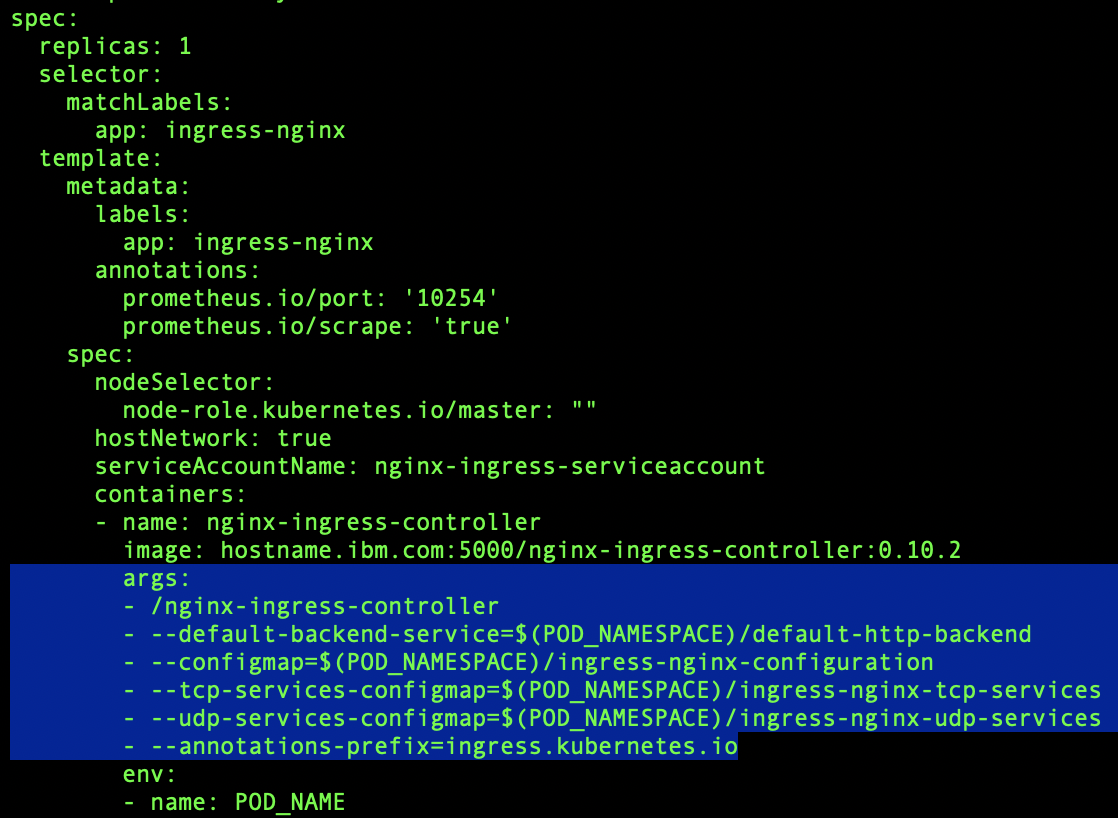 spec:
  replicas: 1
  selector:
    matchLabels:
      app: ingress-nginx
  template:
    metadata:
      labels:
        app: ingress-nginx
      annotations:
        prometheus.io/port: '10254'
        prometheus.io/scrape: 'true'
    spec:
      nodeSelector:
        node-role.kubernetes.io/master: ""
      hostNetwork: true
      serviceAccountName: nginx-ingress-serviceaccount
      containers:
      - name: nginx-ingress-controller
        image: hostname.ibm.com:5000/nginx-ingress-controller:0.10.2
        args:
        - /nginx-ingress-controller
        - --default-backend-service=$(POD_NAMESPACE)/default-http-backend
        - --configmap=$(POD_NAMESPACE)/ingress-nginx-configuration
        - --tcp-services-configmap=$(POD_NAMESPACE)/ingress-nginx-tcp-services
        - --udp-services-configmap=$(POD_NAMESPACE)/ingress-nginx-udp-services
        - --annotations-prefix=ingress.kubernetes.io
        env:
        - name: POD_NAME